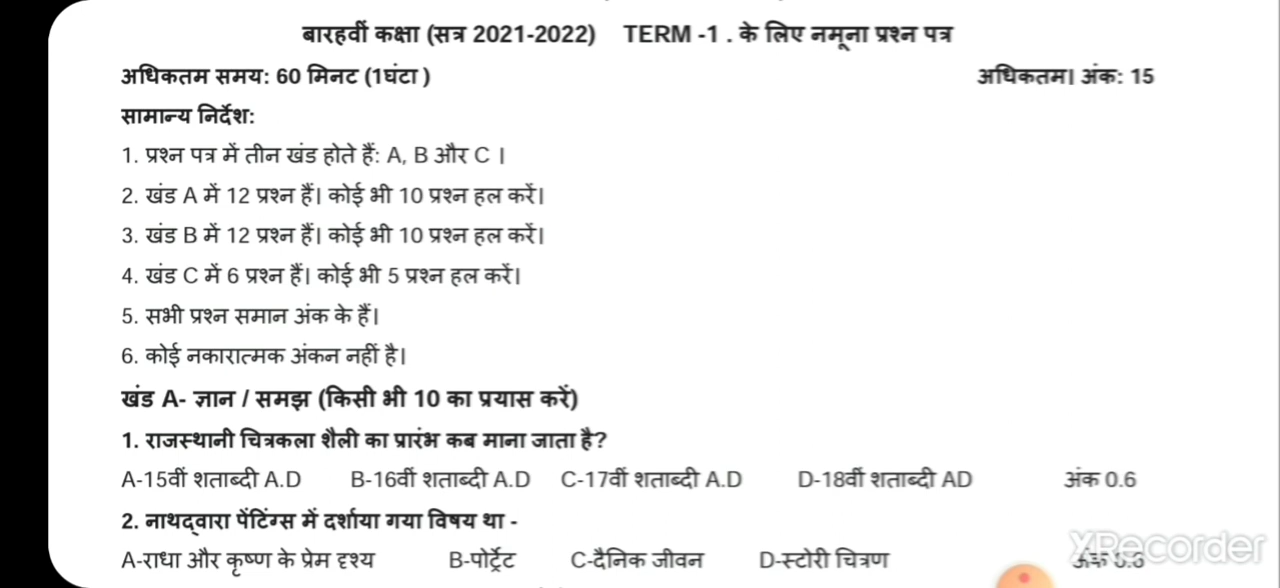 बारहवीं कक्षा (सत्र 2021-2022) TERM -1 . के लिए नमूना प्रश्न पत्र
अधिकतम समय: 60 मिनट (1घंटा ) अधिकतम। अंक: 15
सामान्य निर्देश:
1. प्रश्न पत्र में तीन खंड होते हैं: A, B और C ।
2. खंड A में 12 प्रश्न हैं। कोई भी 10 प्रश्न हल करें।
3. खंड B में 12 प्रश्न हैं। कोई भी 10 प्रश्न हल करें।
4. खंड C में 6 प्रश्न हैं। कोई भी 5 प्रश्न हल करें।
5. सभी प्रश्न समान अंक के हैं।
6. कोई नकारात्मक अंकन नहीं है।
खंड A- ज्ञान / समझ (किसी भी 10 का प्रयास करें)
1. राजस्थानी चित्रकला शैली का प्रारंभ कब माना जाता है?
A-15वीं शताब्दी A.D B-16वीं शताब्दी A.D C-17वीं शताब्दी A.D D-18वीं शताब्दी AD अंक 0.6
2. नाथद्वारा पेंटिंग्स में दर्शाया गया विषय था -
A-राधा और कृष्ण के प्रेम दृश्य B-पोर्ट्रेट C-दैनिक जीवन D-स्टोरी चित्रण अंक
XRecorder